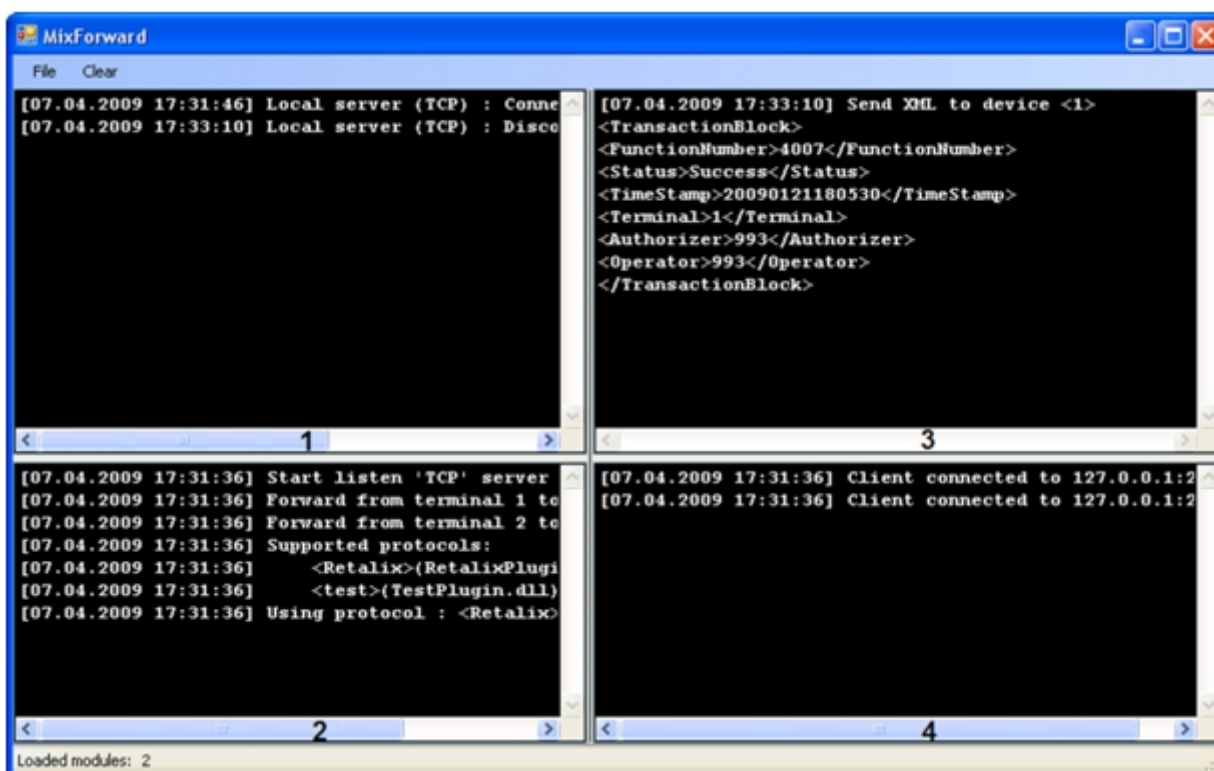 MixForward
File Clear
[07.04.2009 17:31:46] Local server (TCP) : Conne
[07.04.2009 17:33:10] Local server (TCP) : Disco
1
[07.04.2009 17:33:10] Send XML to device <1>
<TransactionBlock>
<FunctionNumber>4007</FunctionNumber>
<Status>Success</Status>
<TimeStamp>20090121180530</TimeStamp>
<Terminal>1</Terminal>
<Authorizer>993</Authorizer>
<Operator>993</Operator>
</TransactionBlock>
3
[07.04.2009 17:31:36] Start listen 'TCP' server
[07.04.2009 17:31:36] Forward from terminal 1 to
[07.04.2009 17:31:36] Forward from terminal 2 to
[07.04.2009 17:31:36] Supported protocols:
[07.04.2009 17:31:36] <Retalix>(RetalixPlugi
[07.04.2009 17:31:36] <test>(TestPlugin.dll)
[07.04.2009 17:31:36] Using protocol : <Retalix>
2
[07.04.2009 17:31:36] Client connected to 127.0.0.1:2
[07.04.2009 17:31:36] Client connected to 127.0.0.1:2
4
Loaded modules: 2